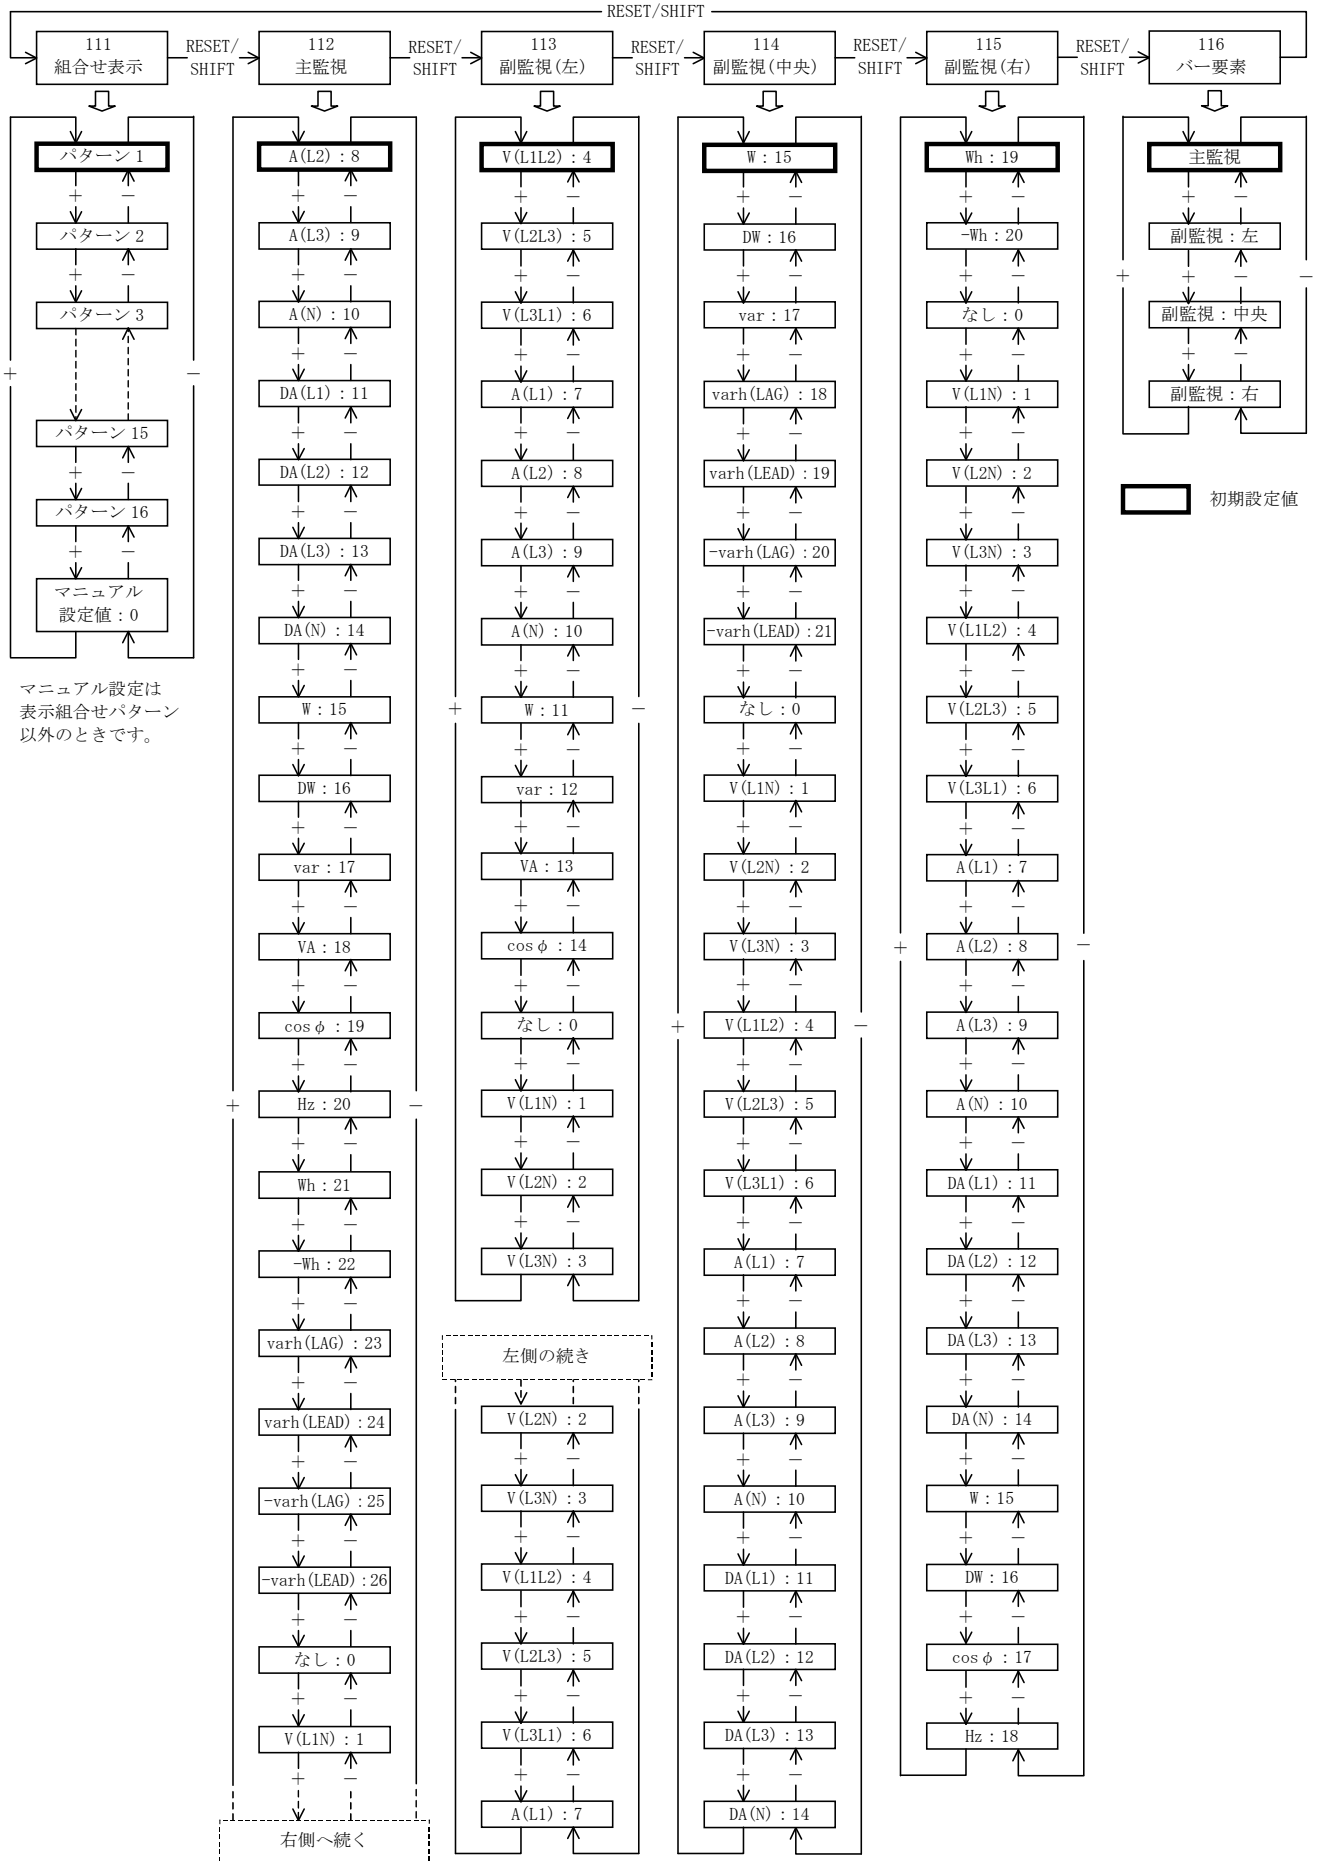 RESET/SHIFT
111
組合せ表示
RESET/
SHIFT
112
主監視
RESET/
SHIFT
113
副監視(左)
RESET/
SHIFT
114
副監視(中央)
RESET/
SHIFT
115
副監視(右)
RESET/
SHIFT
116
バー要素
パターン 1
+ −
パターン 2
+ −
パターン 3
+ −
パターン 15
+ −
パターン 16
+ −
マニュアル
設定値：0
マニュアル設定は
表示組合せパターン
以外のときです。
A(L2)：8
+ −
A(L3)：9
+ −
A(N)：10
+ −
DA(L1)：11
+ −
DA(L2)：12
+ −
DA(L3)：13
+ −
DA(N)：14
+ −
W：15
+ −
DW：16
+ −
var：17
+ −
VA：18
+ −
cosφ：19
+ −
+ Hz：20 −
+ −
Wh：21
+ −
-Wh：22
+ −
varh(LAG)：23
+ −
varh(LEAD)：24
+ −
-varh(LAG)：25
+ −
-varh(LEAD)：26
+ −
なし：0
+ −
V(L1N)：1
+ −
右側へ続く
V(L1L2)：4
+ −
V(L2L3)：5
+ −
V(L3L1)：6
+ −
A(L1)：7
+ −
A(L2)：8
+ −
A(L3)：9
+ −
A(N)：10
+ −
+ W：11 −
+ −
var：12
+ −
VA：13
+ −
cosφ：14
+ −
なし：0
+ −
V(L1N)：1
+ −
V(L2N)：2
+ −
V(L3N)：3
左側の続き
V(L2N)：2
+ −
V(L3N)：3
+ −
V(L1L2)：4
+ −
V(L2L3)：5
+ −
V(L3L1)：6
+ −
A(L1)：7
W：15
+ −
DW：16
+ −
var：17
+ −
varh(LAG)：18
+ −
varh(LEAD)：19
+ −
-varh(LAG)：20
+ −
-varh(LEAD)：21
+ −
なし：0
+ −
V(L1N)：1
+ −
V(L2N)：2
+ −
V(L3N)：3
+ −
+ V(L1L2)：4 −
+ −
V(L2L3)：5
+ −
V(L3L1)：6
+ −
A(L1)：7
+ −
A(L2)：8
+ −
A(L3)：9
+ −
A(N)：10
+ −
DA(L1)：11
+ −
DA(L2)：12
+ −
DA(L3)：13
+ −
DA(N)：14
Wh：19
+ −
-Wh：20
+ −
なし：0
+ −
V(L1N)：1
+ −
V(L2N)：2
+ −
V(L3N)：3
+ −
V(L1L2)：4
+ −
V(L2L3)：5
+ −
V(L3L1)：6
+ −
A(L1)：7
+ −
+ A(L2)：8 −
+ −
A(L3)：9
+ −
A(N)：10
+ −
DA(L1)：11
+ −
DA(L2)：12
+ −
DA(L3)：13
+ −
DA(N)：14
+ −
W：15
+ −
DW：16
+ −
cosφ：17
+ −
Hz：18
主監視
+ −
副監視：左
+ + − −
副監視：中央
+ −
副監視：右
初期設定値